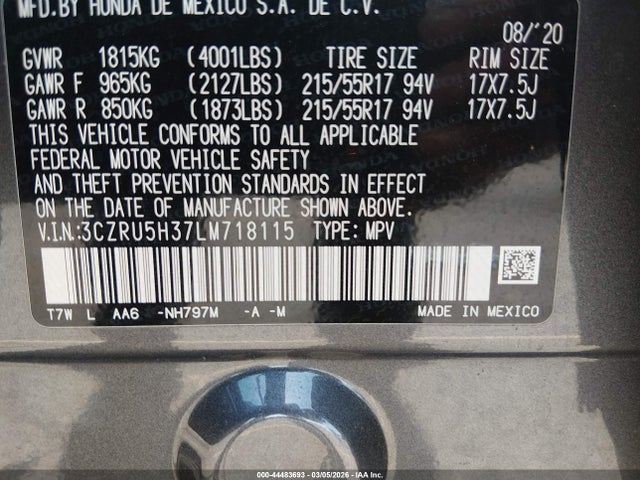 MFD.BY HONDA DE MEXICO S.A. DE C.V.
08/'20
GVWR 1815KG (4001LBS) TIRE SIZE RIM SIZE
GAWR F 965KG (2127LBS) 215/55R17 94V 17X7.5J
GAWR R 850KG (1873LBS) 215/55R17 94V 17X7.5J
THIS VEHICLE CONFORMS TO ALL APPLICABLE
FEDERAL MOTOR VEHICLE SAFETY
AND THEFT PREVENTION STANDARDS IN EFFECT
ON THE DATE OF MANUFACTURE SHOWN ABOVE.
V.I.N.:3CZRU5H37LM718115 TYPE: MPV
T7W L AA6 -NH797M -A -M MADE IN MEXICO
000-44483693 - 03/05/2026 - IAA Inc.